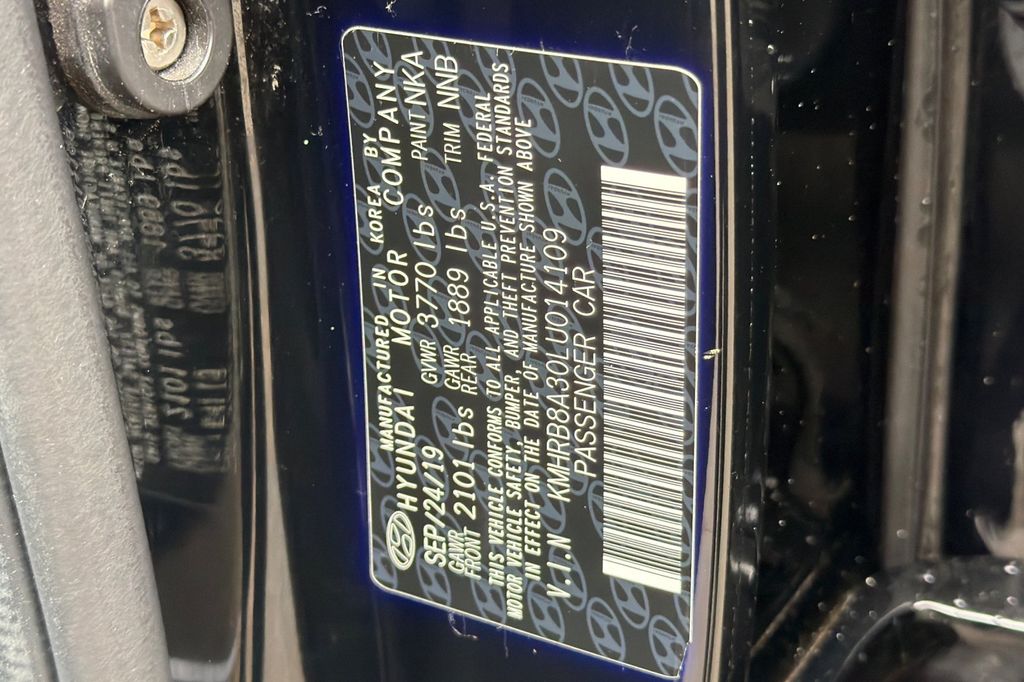 MANUFACTURED IN KOREA BY
HYUNDAI MOTOR COMPANY
SEP/24/19 GVWR 3770 lbs PAINT NKA
GAWR FRONT 2101 lbs GAWR REAR 1889 lbs TRIM NNB
THIS VEHICLE CONFORMS TO ALL APPLICABLE U.S.A. FEDERAL
MOTOR VEHICLE SAFETY, BUMPER, AND THEFT PREVENTION STANDARDS
IN EFFECT ON THE DATE OF MANUFACTURE SHOWN ABOVE
V.I.N KMHRB8A30LU014109
PASSENGER CAR